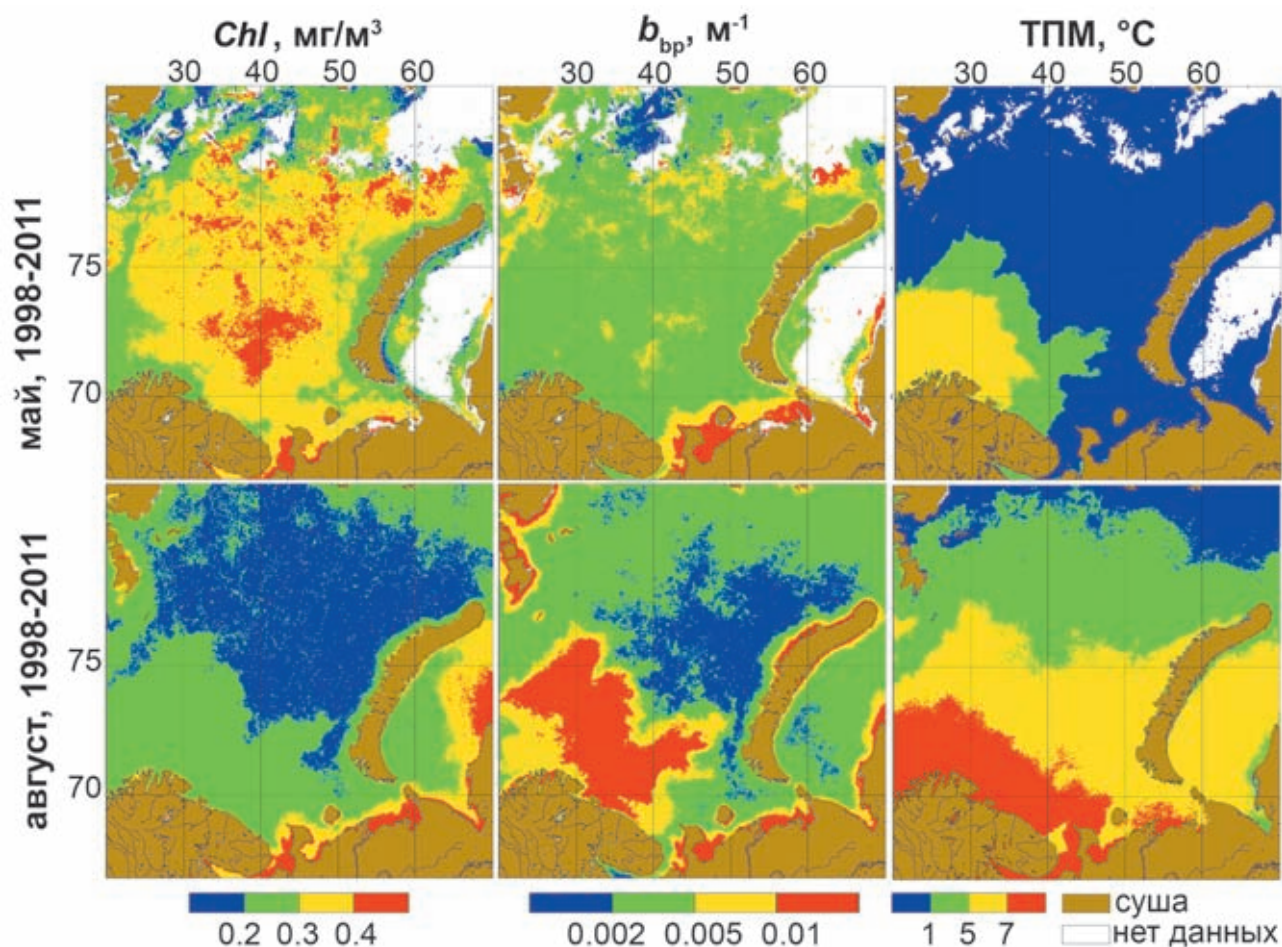 Chl, мг/м³ b_bp, м⁻¹ ТПМ, °C
30 40 50 60 30 40 50 60 30 40 50 60
май, 1998-2011
75
70
август, 1998-2011
75
70
0.2 0.3 0.4 0.002 0.005 0.01 1 5 7
суша
нет данных